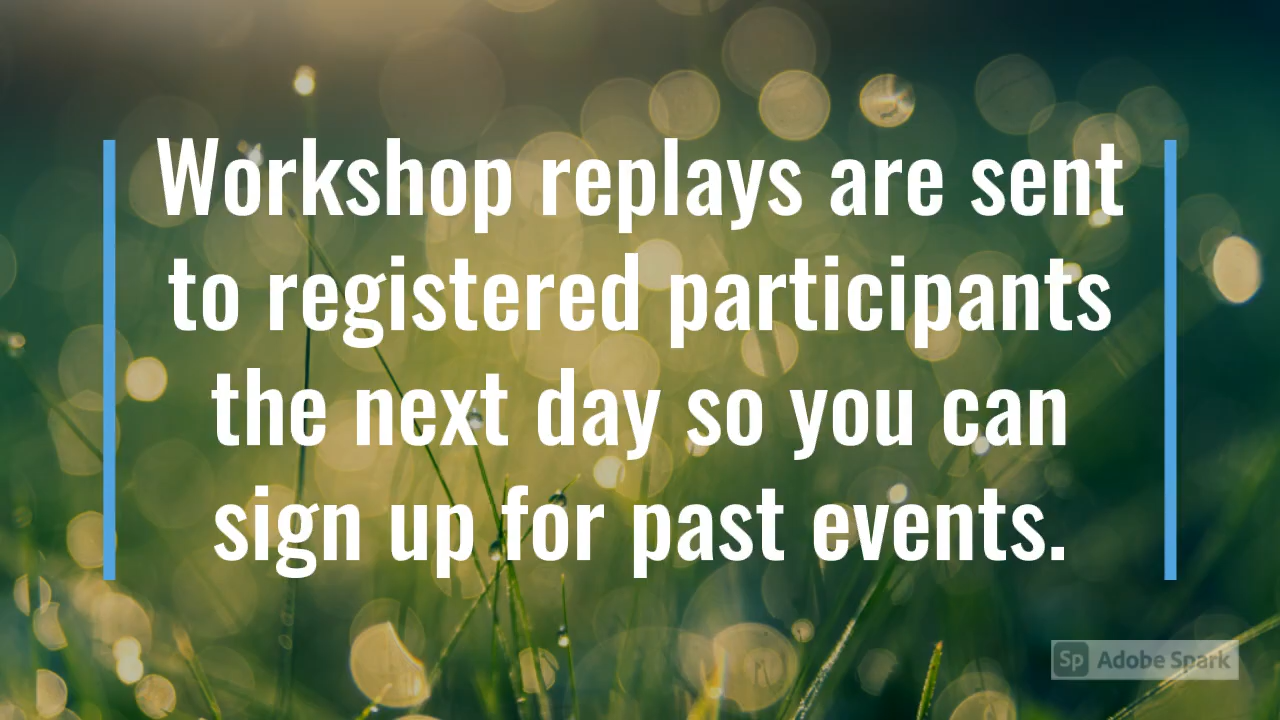 Workshop replays are sent
to registered participants
the next day so you can
sign up for past events.
Sp Adobe Spark